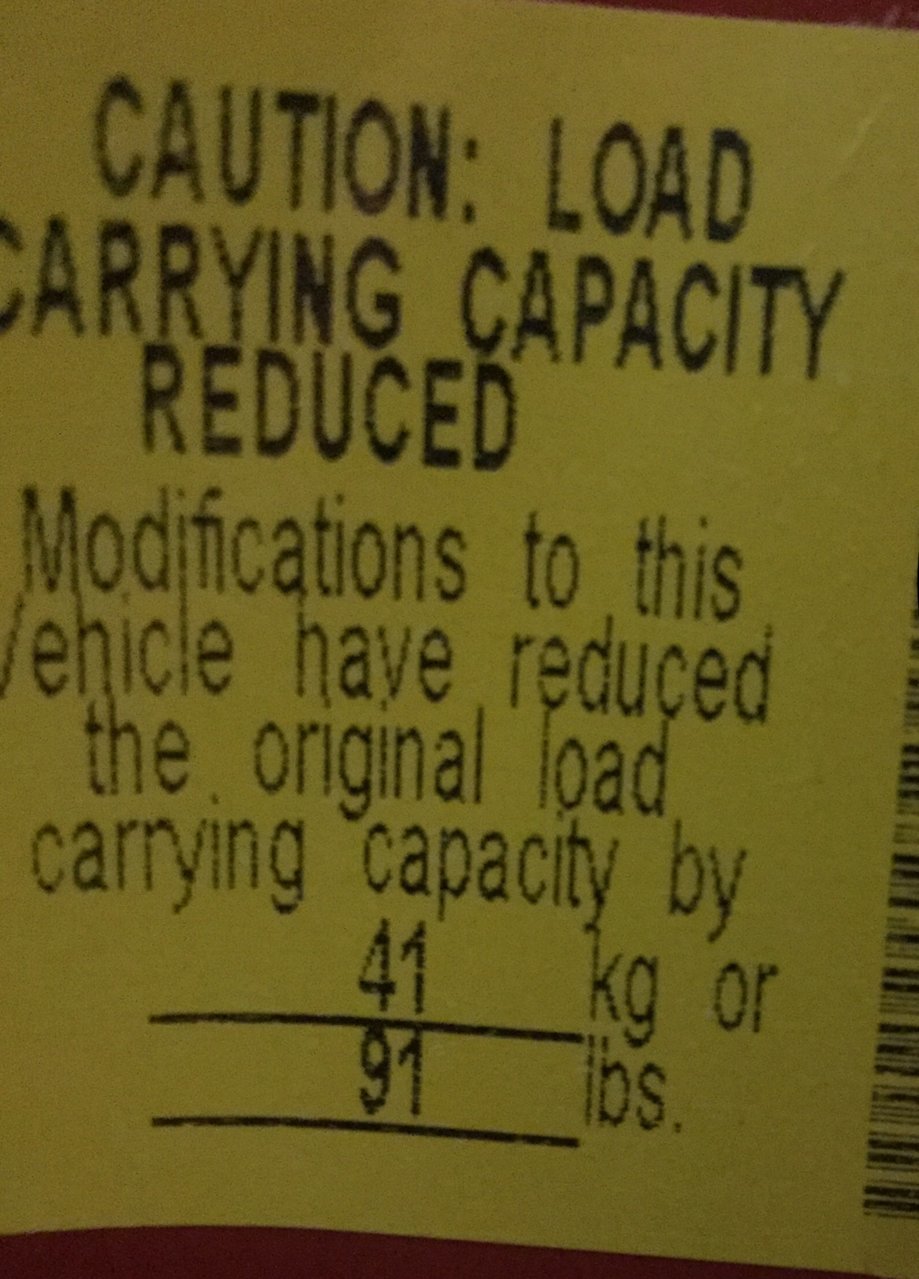 CAUTION: LOAD
CARRYING CAPACITY
REDUCED
Modifications to this
Vehicle have reduced
the original load
carrying capacity by
41 kg or
91 lbs.